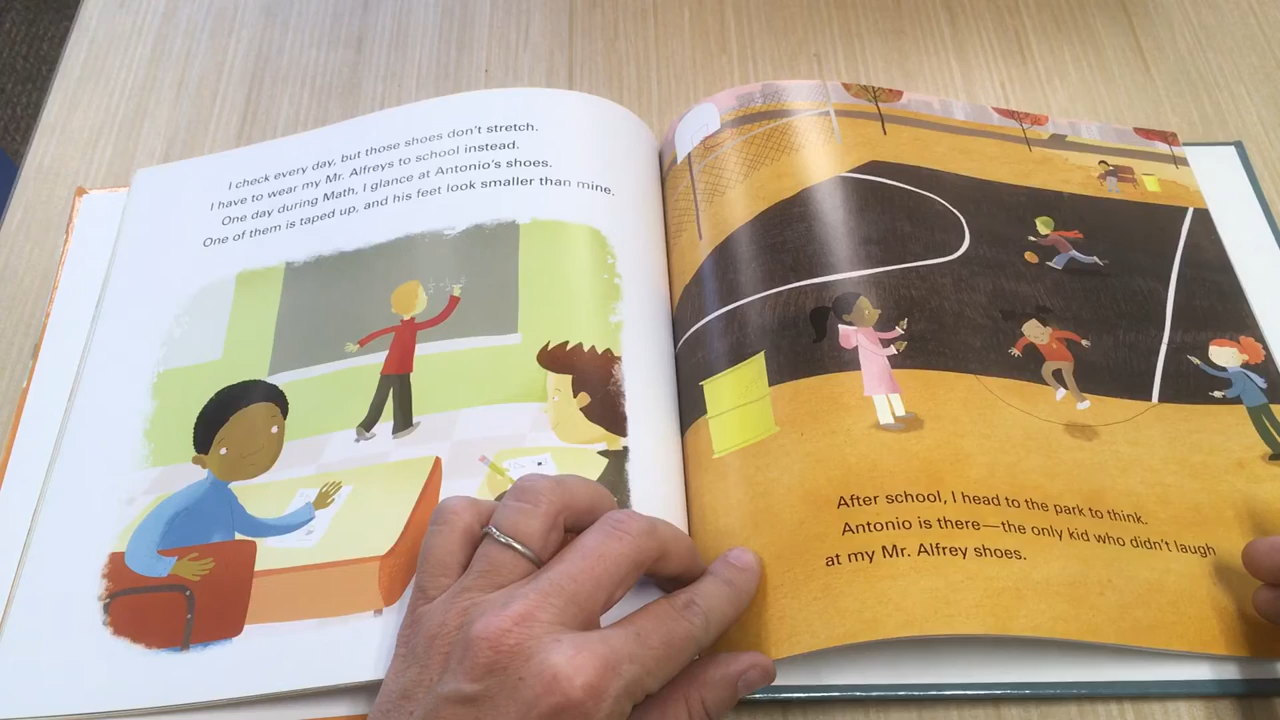 I check every day, but those shoes don't stretch.
I have to wear my Mr. Alfreys to school instead.
One day during Math, I glance at Antonio's shoes.
One of them is taped up, and his feet look smaller than mine.
After school, I head to the park to think.
Antonio is there—the only kid who didn't laugh
at my Mr. Alfrey shoes.